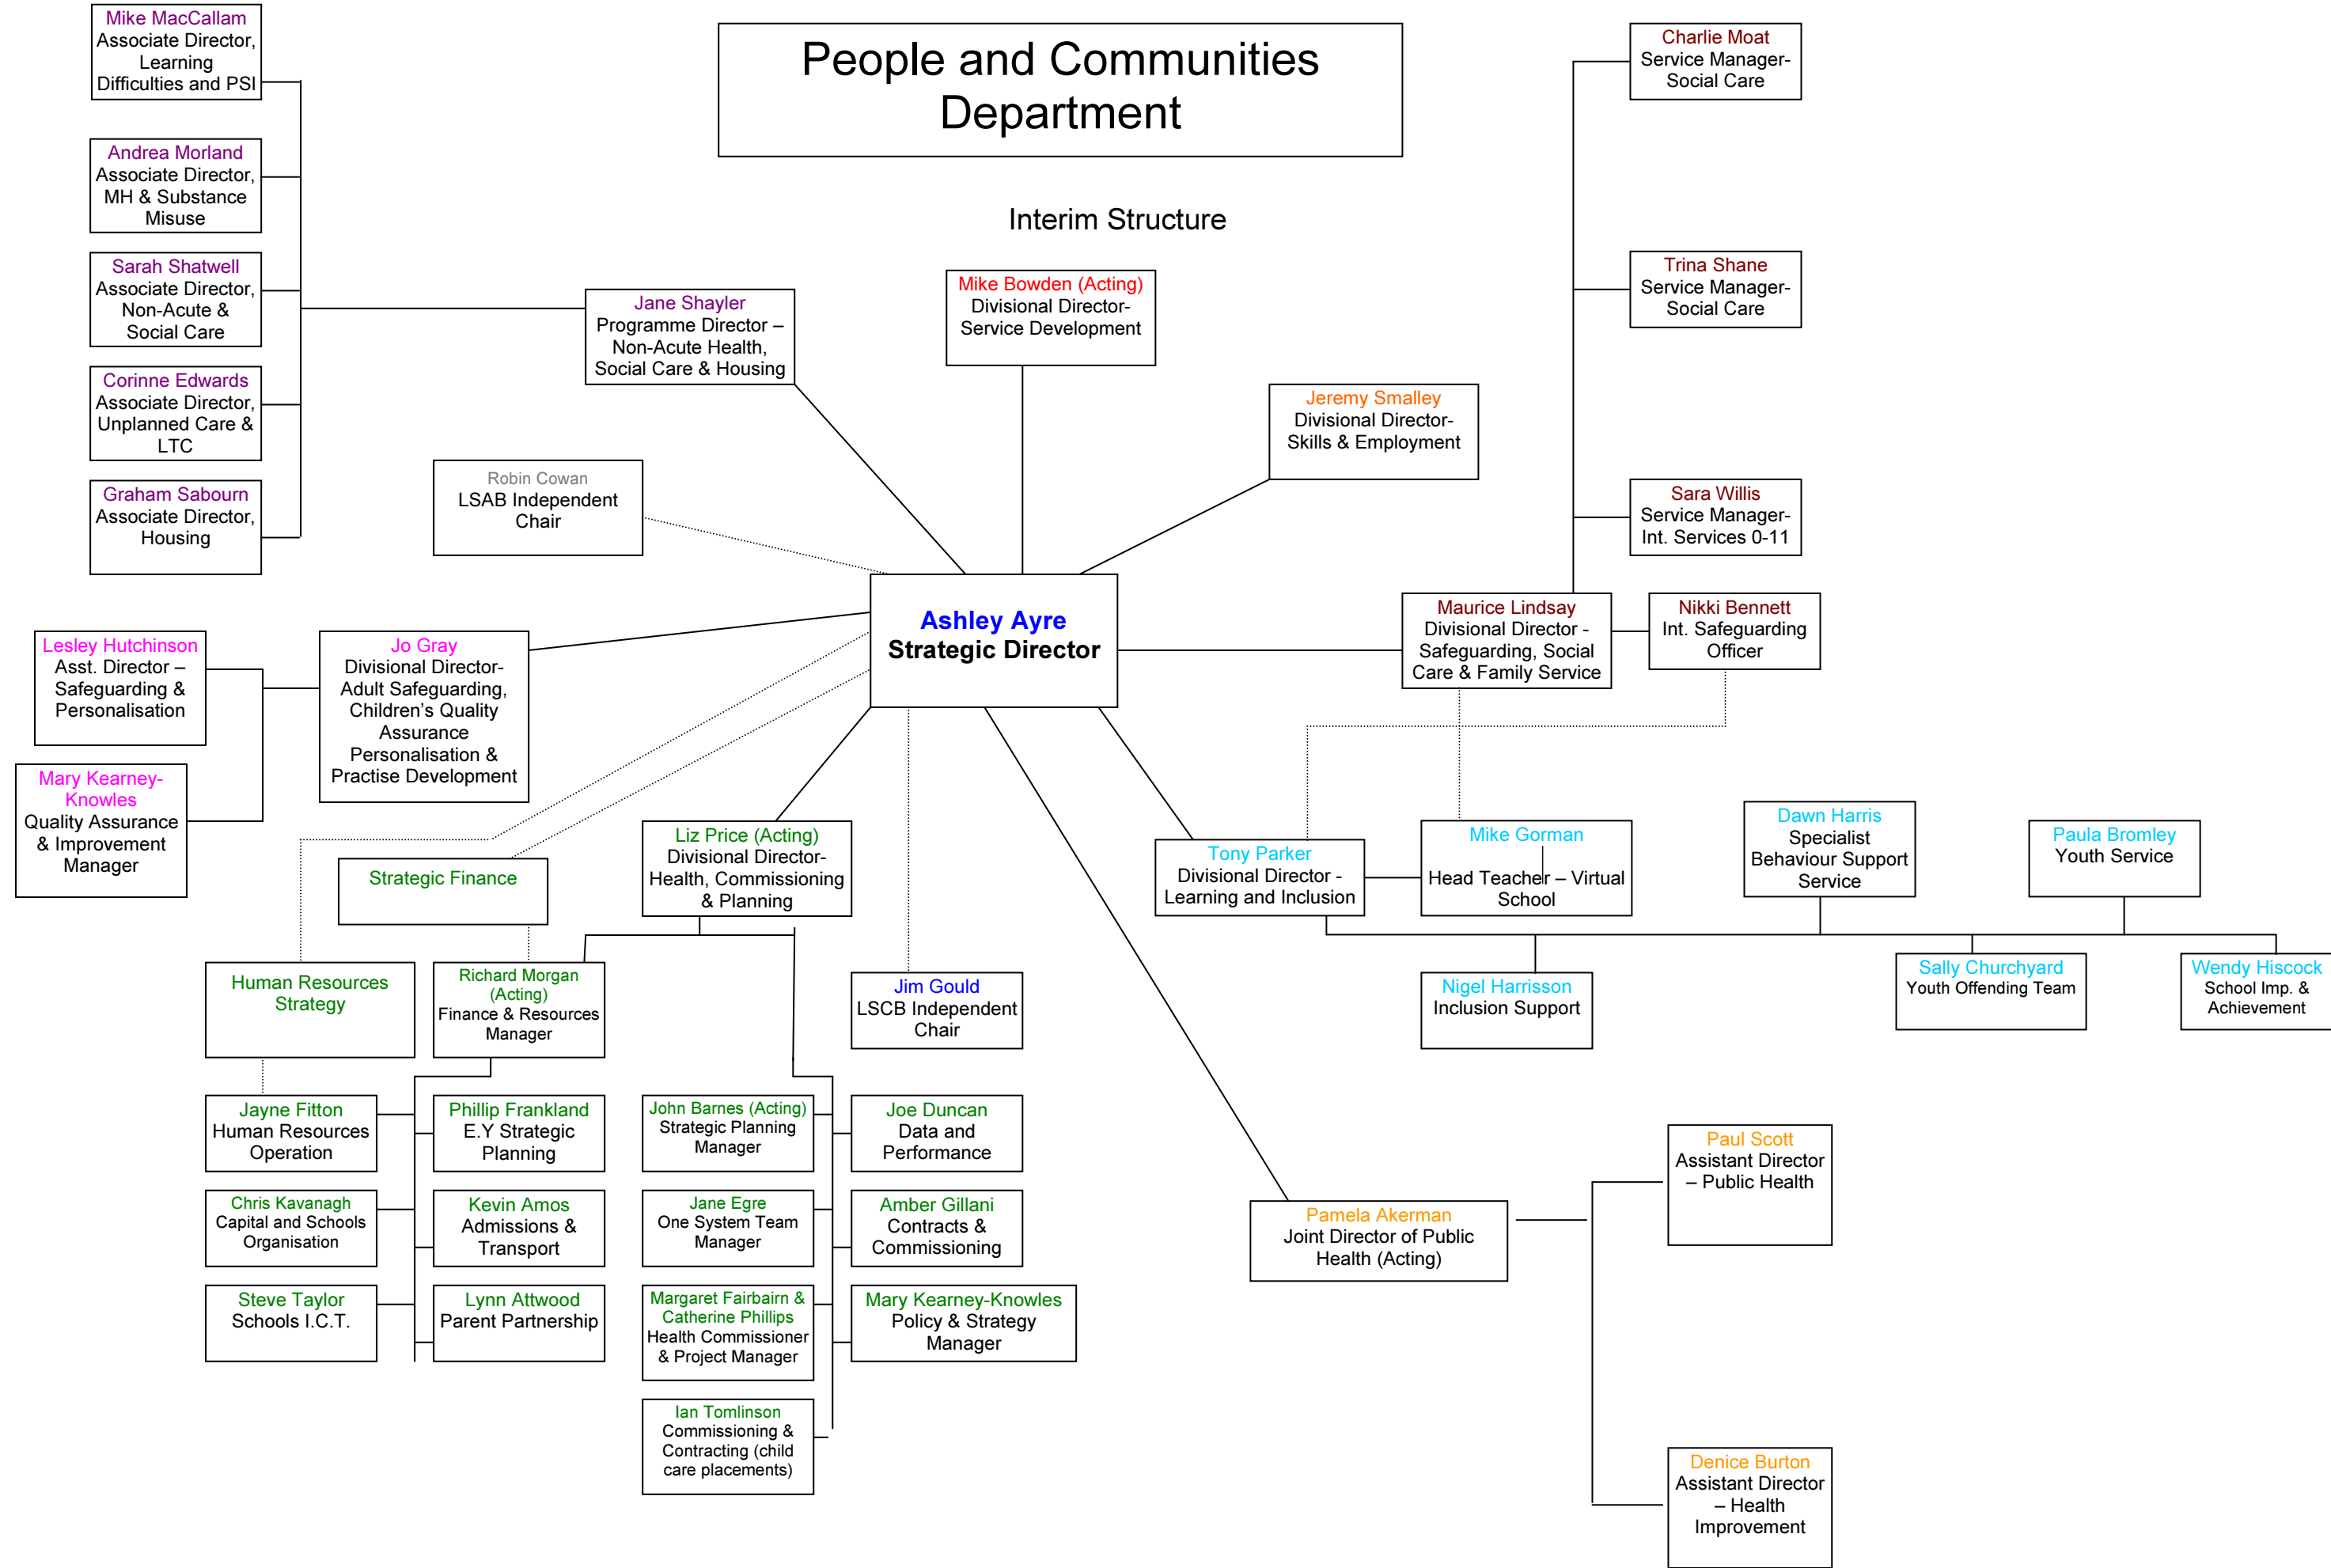 People and Communities
Department
Interim Structure
Mike MacCallam
Associate Director,
Learning
Difficulties and PSI
Andrea Morland
Associate Director,
MH & Substance
Misuse
Sarah Shatwell
Associate Director,
Non-Acute &
Social Care
Corinne Edwards
Associate Director,
Unplanned Care &
LTC
Graham Sabourn
Associate Director,
Housing
Jane Shayler
Programme Director –
Non-Acute Health,
Social Care & Housing
Mike Bowden (Acting)
Divisional Director-
Service Development
Jeremy Smalley
Divisional Director-
Skills & Employment
Robin Cowan
LSAB Independent
Chair
Charlie Moat
Service Manager-
Social Care
Trina Shane
Service Manager-
Social Care
Sara Willis
Service Manager-
Int. Services 0-11
Ashley Ayre
Strategic Director
Maurice Lindsay
Divisional Director -
Safeguarding, Social
Care & Family Service
Nikki Bennett
Int. Safeguarding
Officer
Lesley Hutchinson
Asst. Director –
Safeguarding &
Personalisation
Mary Kearney-
Knowles
Quality Assurance
& Improvement
Manager
Jo Gray
Divisional Director-
Adult Safeguarding,
Children’s Quality
Assurance
Personalisation &
Practise Development
Strategic Finance
Liz Price (Acting)
Divisional Director-
Health, Commissioning
& Planning
Tony Parker
Divisional Director -
Learning and Inclusion
Mike Gorman
Head Teacher – Virtual
School
Dawn Harris
Specialist
Behaviour Support
Service
Paula Bromley
Youth Service
Human Resources
Strategy
Richard Morgan
(Acting)
Finance & Resources
Manager
Jim Gould
LSCB Independent
Chair
Nigel Harrisson
Inclusion Support
Sally Churchyard
Youth Offending Team
Wendy Hiscock
School Imp. &
Achievement
Jayne Fitton
Human Resources
Operation
Phillip Frankland
E.Y Strategic
Planning
John Barnes (Acting)
Strategic Planning
Manager
Joe Duncan
Data and
Performance
Chris Kavanagh
Capital and Schools
Organisation
Kevin Amos
Admissions &
Transport
Jane Egre
One System Team
Manager
Amber Gillani
Contracts &
Commissioning
Steve Taylor
Schools I.C.T.
Lynn Attwood
Parent Partnership
Margaret Fairbairn &
Catherine Phillips
Health Commissioner
& Project Manager
Mary Kearney-Knowles
Policy & Strategy
Manager
Ian Tomlinson
Commissioning &
Contracting (child
care placements)
Pamela Akerman
Joint Director of Public
Health (Acting)
Paul Scott
Assistant Director
– Public Health
Denice Burton
Assistant Director
– Health
Improvement